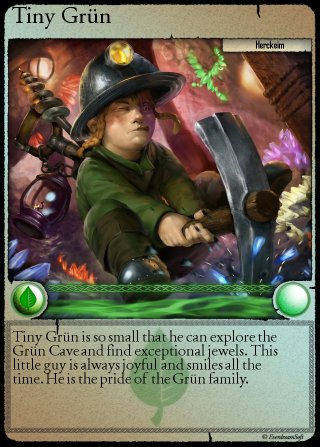 Tiny Grün
Herckeim
Tiny Grün is so small that he can explore the
Grün Cave and find exceptional jewels. This
little guy is always joyful and smiles all the
time. He is the pride of the Grün family.
© EverdreamSoft